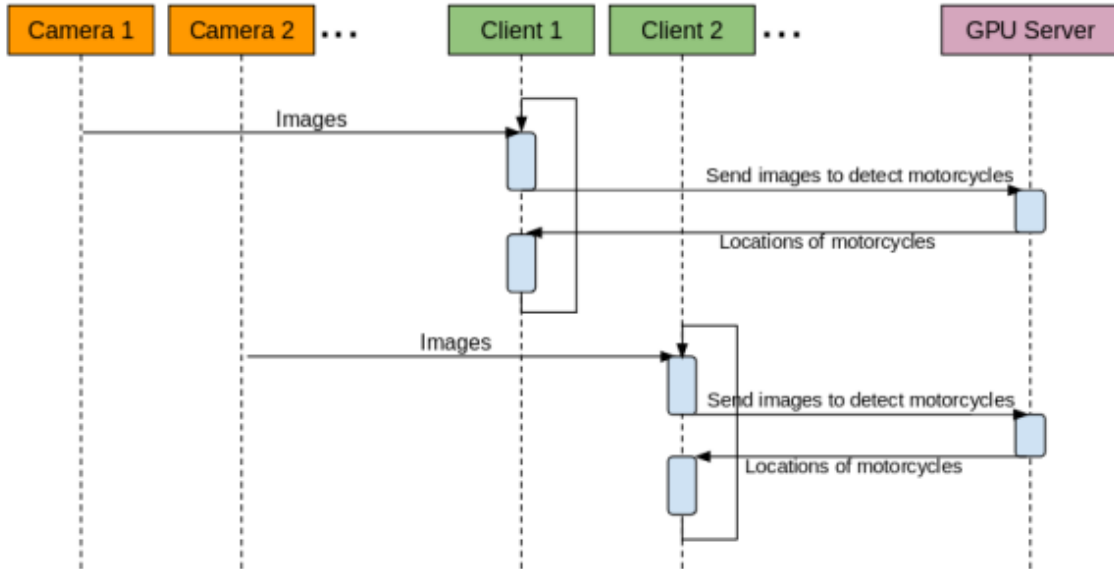 Camera 1
Camera 2
...
Client 1
Client 2
...
GPU Server
Images
Send images to detect motorcycles
Locations of motorcycles
Images
Send images to detect motorcycles
Locations of motorcycles